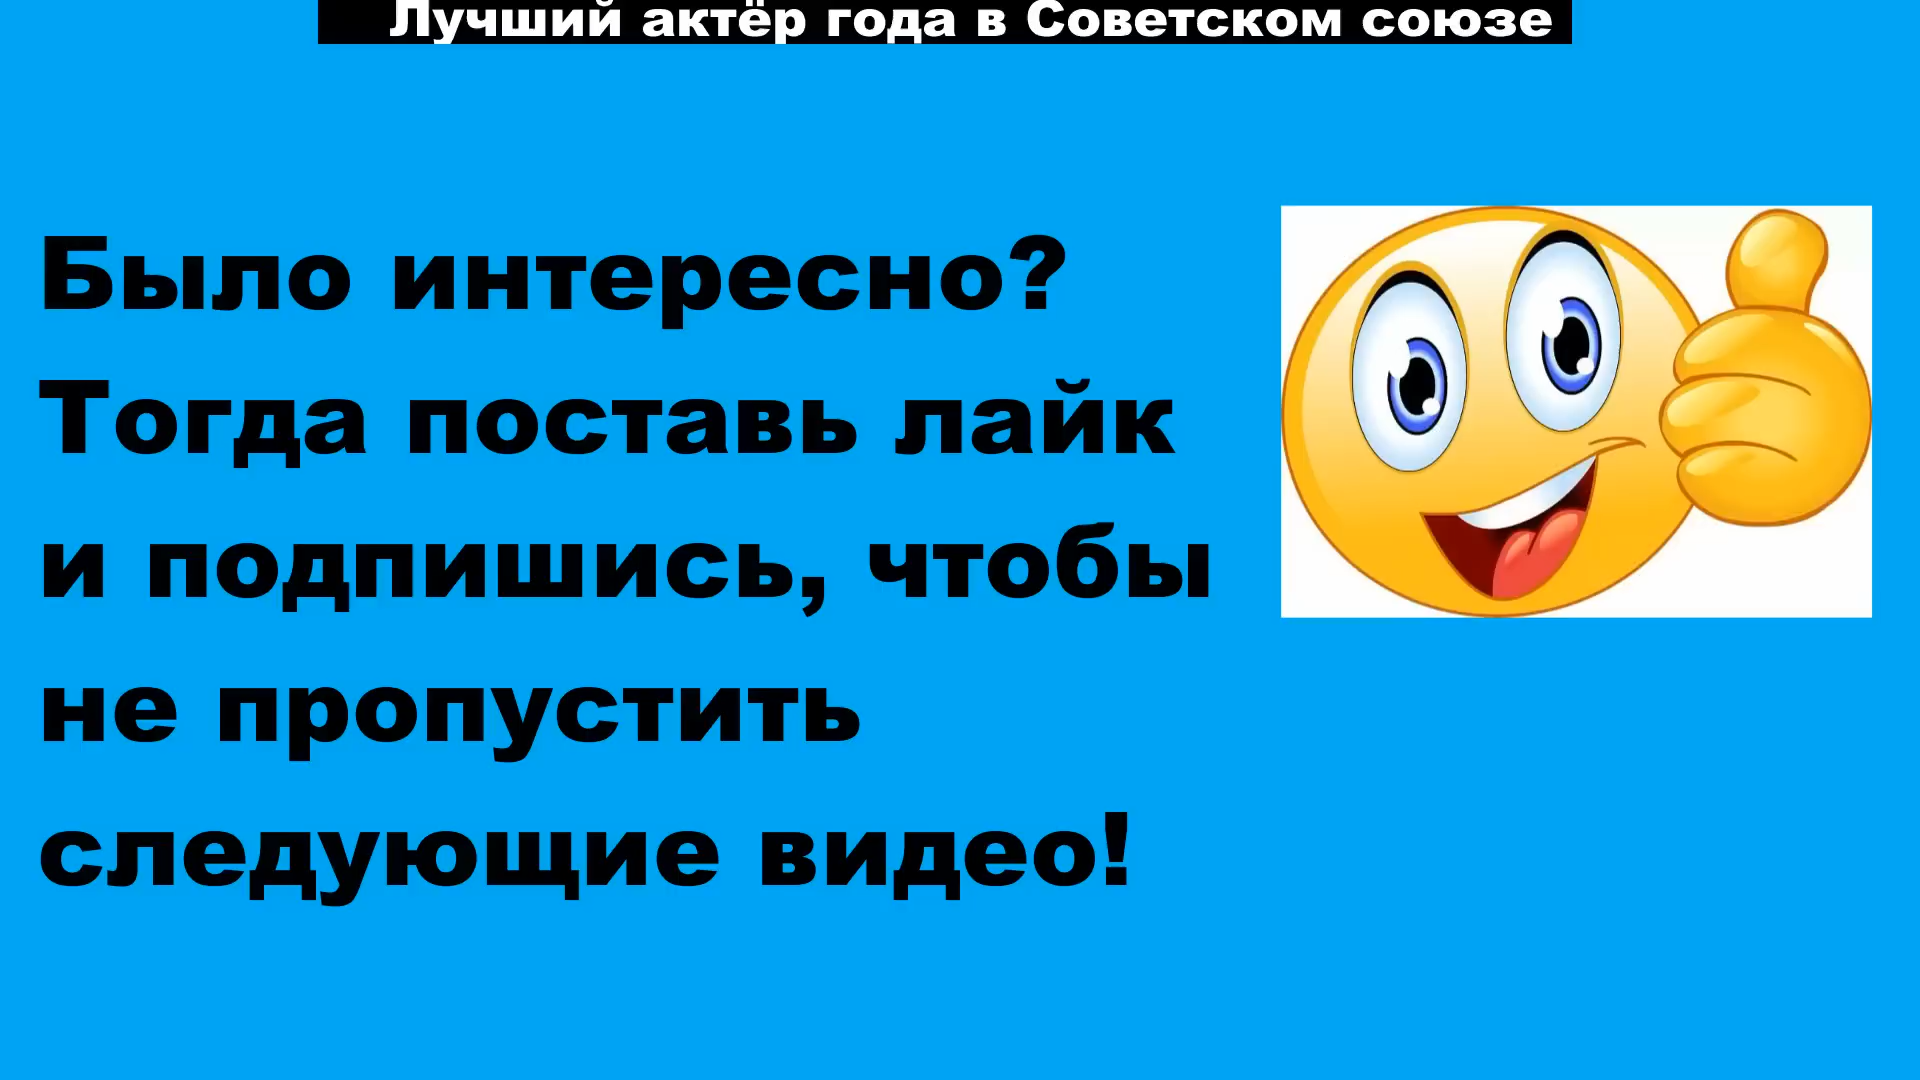 Лучший актёр года в Советском союзе
Было интересно?
Тогда поставь лайк
и подпишись, чтобы
не пропустить
следующие видео!